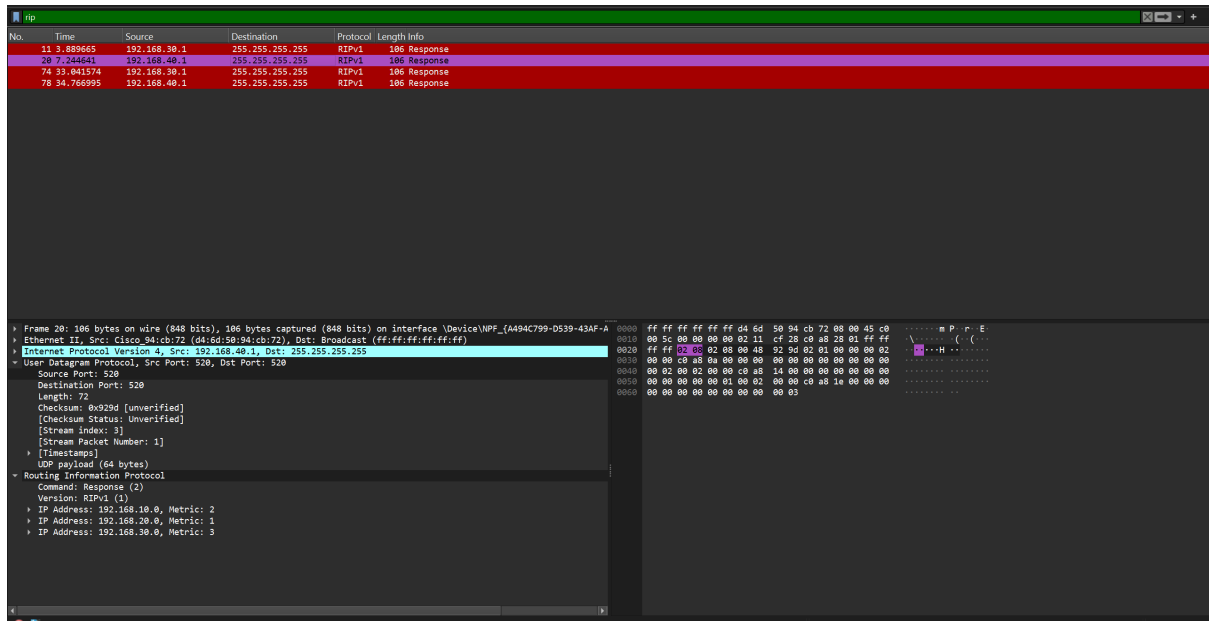 rip
No. Time Source Destination Protocol Length Info
11 3.889665 192.168.30.1 255.255.255.255 RIPv1 106 Response
20 7.244641 192.168.40.1 255.255.255.255 RIPv1 106 Response
74 33.041574 192.168.30.1 255.255.255.255 RIPv1 106 Response
78 34.766995 192.168.40.1 255.255.255.255 RIPv1 106 Response
Frame 20: 106 bytes on wire (848 bits), 106 bytes captured (848 bits) on interface \Device\NPF_{A494C799-D539-43AF-A
Ethernet II, Src: Cisco_94:cb:72 (d4:6d:50:94:cb:72), Dst: Broadcast (ff:ff:ff:ff:ff:ff)
Internet Protocol Version 4, Src: 192.168.40.1, Dst: 255.255.255.255
User Datagram Protocol, Src Port: 520, Dst Port: 520
Source Port: 520
Destination Port: 520
Length: 72
Checksum: 0x929d [unverified]
[Checksum Status: Unverified]
[Stream index: 3]
[Stream Packet Number: 1]
[Timestamps]
UDP payload (64 bytes)
Routing Information Protocol
Command: Response (2)
Version: RIPv1 (1)
IP Address: 192.168.10.0, Metric: 2
IP Address: 192.168.20.0, Metric: 1
IP Address: 192.168.30.0, Metric: 3
0000 ff ff ff ff ff ff d4 6d 50 94 cb 72 08 00 45 c0 ·······m P··r··E·
0010 00 5c 00 00 00 00 02 11 cf 28 c0 a8 28 01 ff ff ·\······ ·(··(···
0020 ff ff 02 08 02 08 00 48 92 9d 02 01 00 00 00 02 ·······H ········
0030 00 00 c0 a8 0a 00 00 00 00 00 00 00 00 00 00 00 ········ ········
0040 00 02 00 02 00 00 c0 a8 14 00 00 00 00 00 00 00 ········ ········
0050 00 00 00 00 00 01 00 02 00 00 c0 a8 1e 00 00 00 ········ ········
0060 00 00 00 00 00 00 00 00 00 03 ········ ··